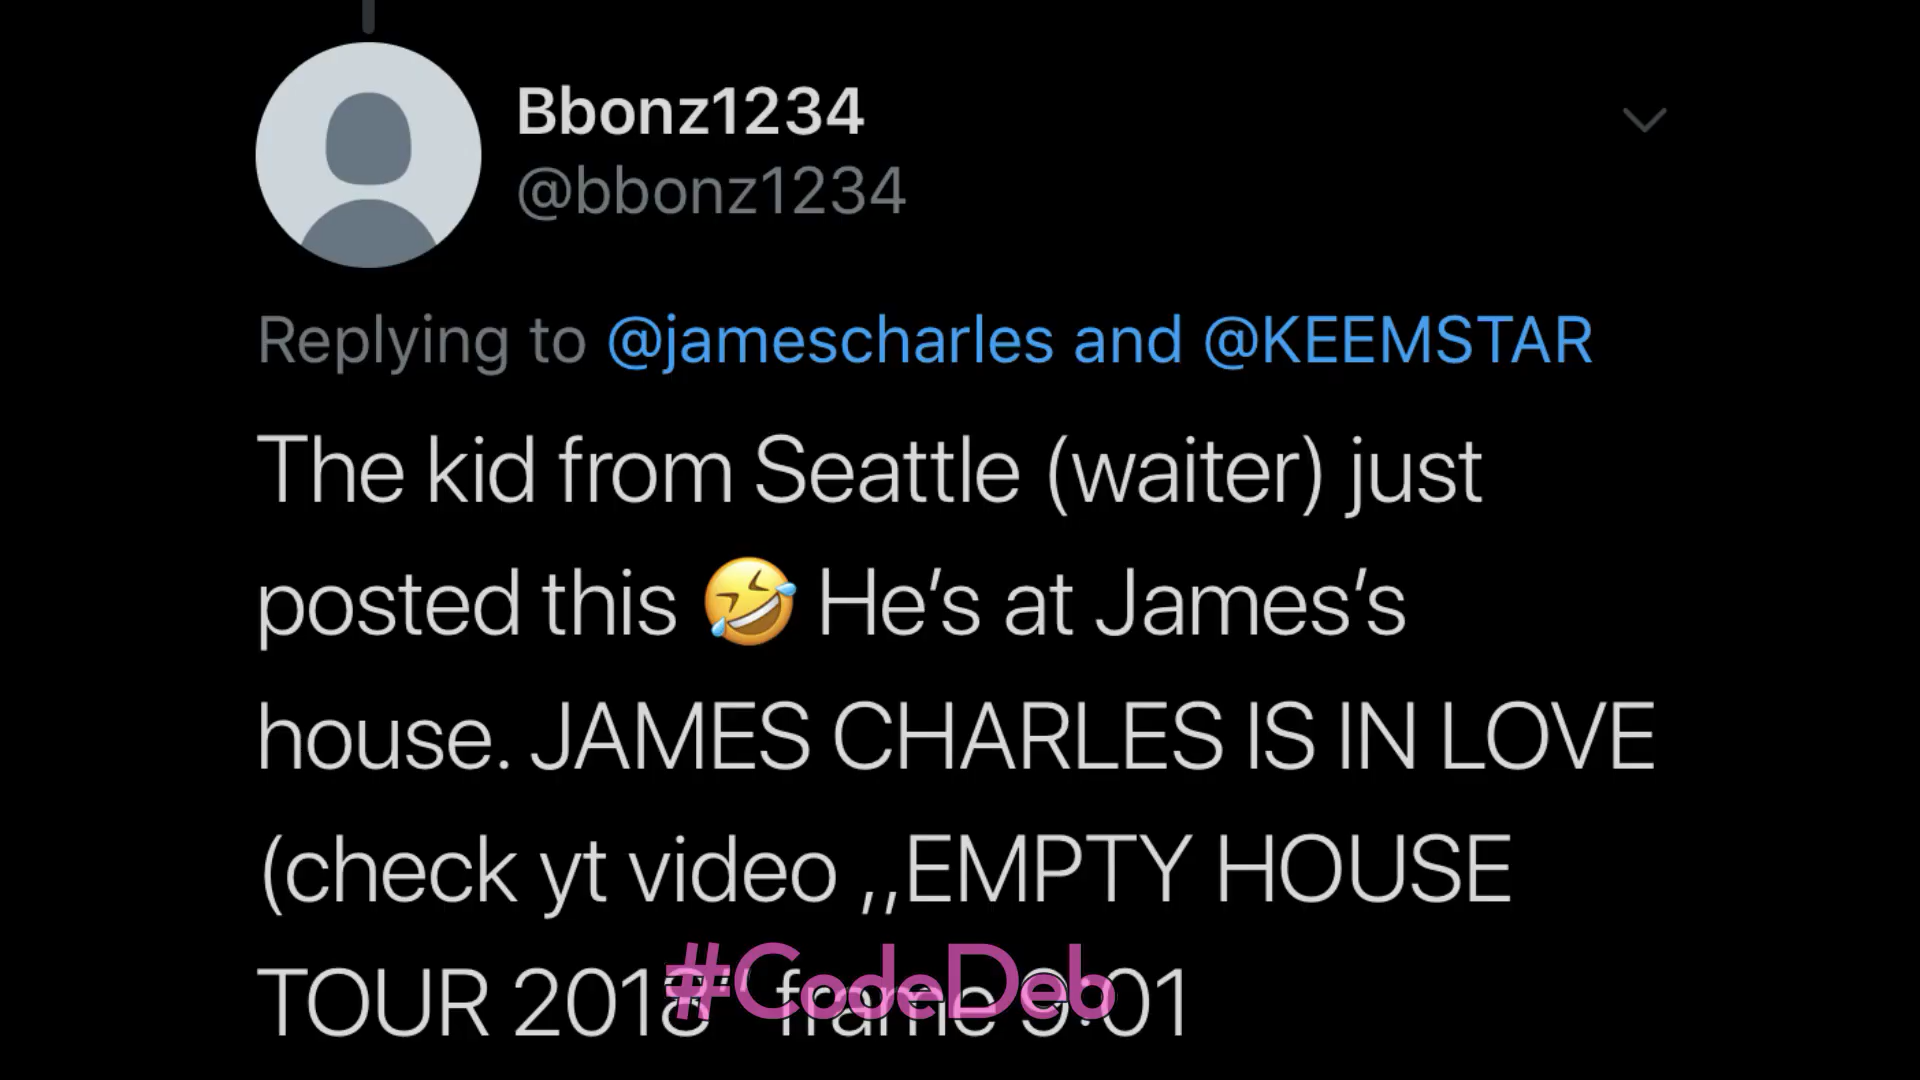 Bbonz1234
@bbonz1234
Replying to @jamescharles and @KEEMSTAR
The kid from Seattle (waiter) just
posted this 🤣 He’s at James’s
house. JAMES CHARLES IS IN LOVE
(check yt video ,,EMPTY HOUSE
TOUR 2018’’ frame 9:01
#CodeDeb